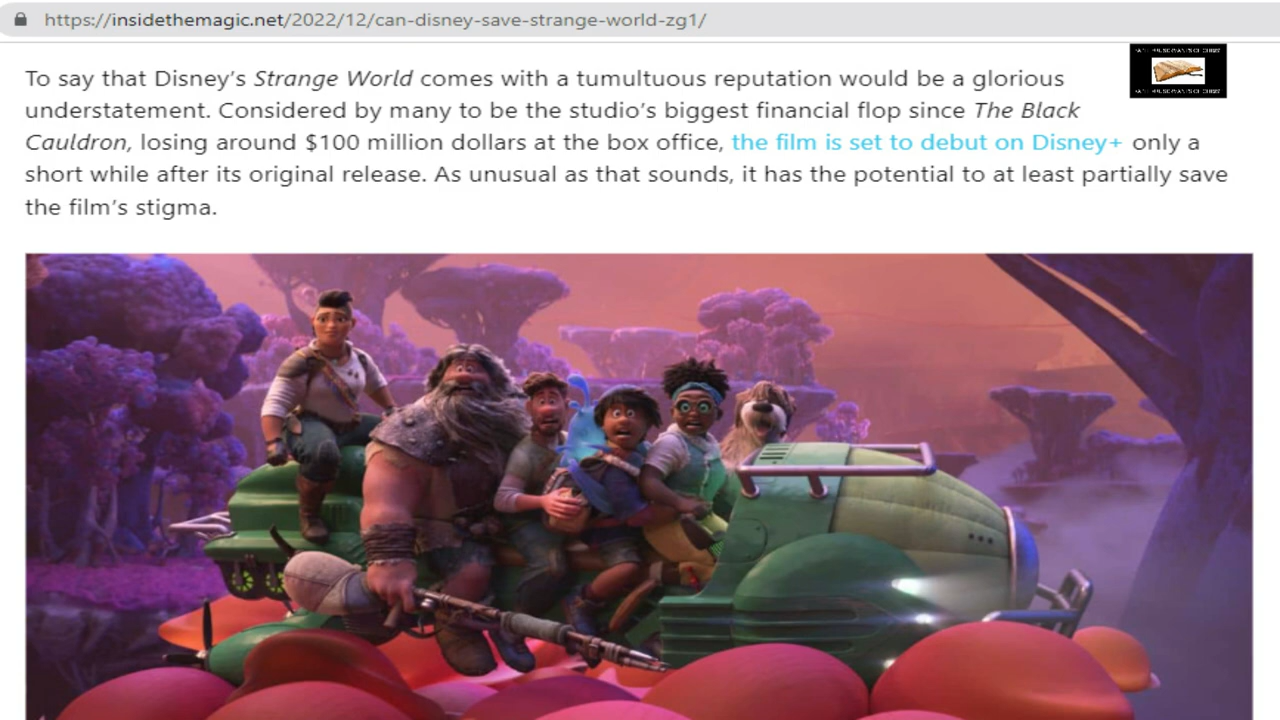 https://insidethemagic.net/2022/12/can-disney-save-strange-world-zg1/
To say that Disney's Strange World comes with a tumultuous reputation would be a glorious
understatement. Considered by many to be the studio's biggest financial flop since The Black
Cauldron, losing around $100 million dollars at the box office, the film is set to debut on Disney+ only a
short while after its original release. As unusual as that sounds, it has the potential to at least partially save
the film's stigma.